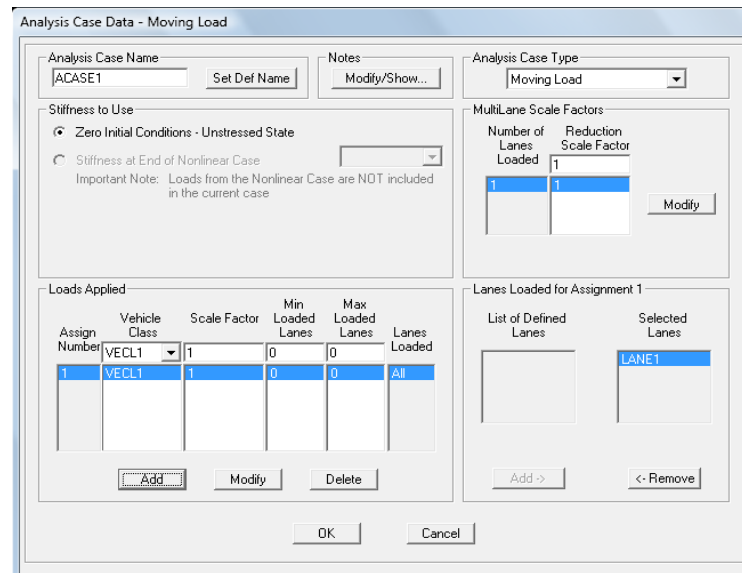 Analysis Case Data - Moving Load
Analysis Case Name
ACASE1
Set Def Name
Notes
Modify/Show...
Analysis Case Type
Moving Load
Stiffness to Use
Zero Initial Conditions - Unstressed State
Stiffness at End of Nonlinear Case
Important Note: Loads from the Nonlinear Case are NOT included
in the current case
MultiLane Scale Factors
Number of Lanes Loaded
Reduction Scale Factor
1
1 1
Modify
Loads Applied
Assign Number
Vehicle Class
Scale Factor
Min Loaded Lanes
Max Loaded Lanes
Lanes Loaded
VECL1 1 0 0
1 VECL1 1 0 0 All
Add
Modify
Delete
Lanes Loaded for Assignment 1
List of Defined Lanes
Selected Lanes
LANE1
Add ->
<- Remove
OK
Cancel